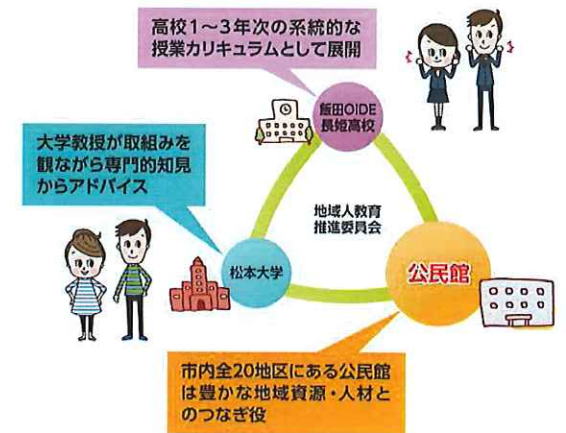 高校1～3年次の系統的な
授業カリキュラムとして展開
飯田OIDE
長姫高校
大学教授が取組みを
観ながら専門的知見
からアドバイス
地域人教育
推進委員会
松本大学
公民館
市内全20地区にある公民館
は豊かな地域資源・人材と
のつなぎ役